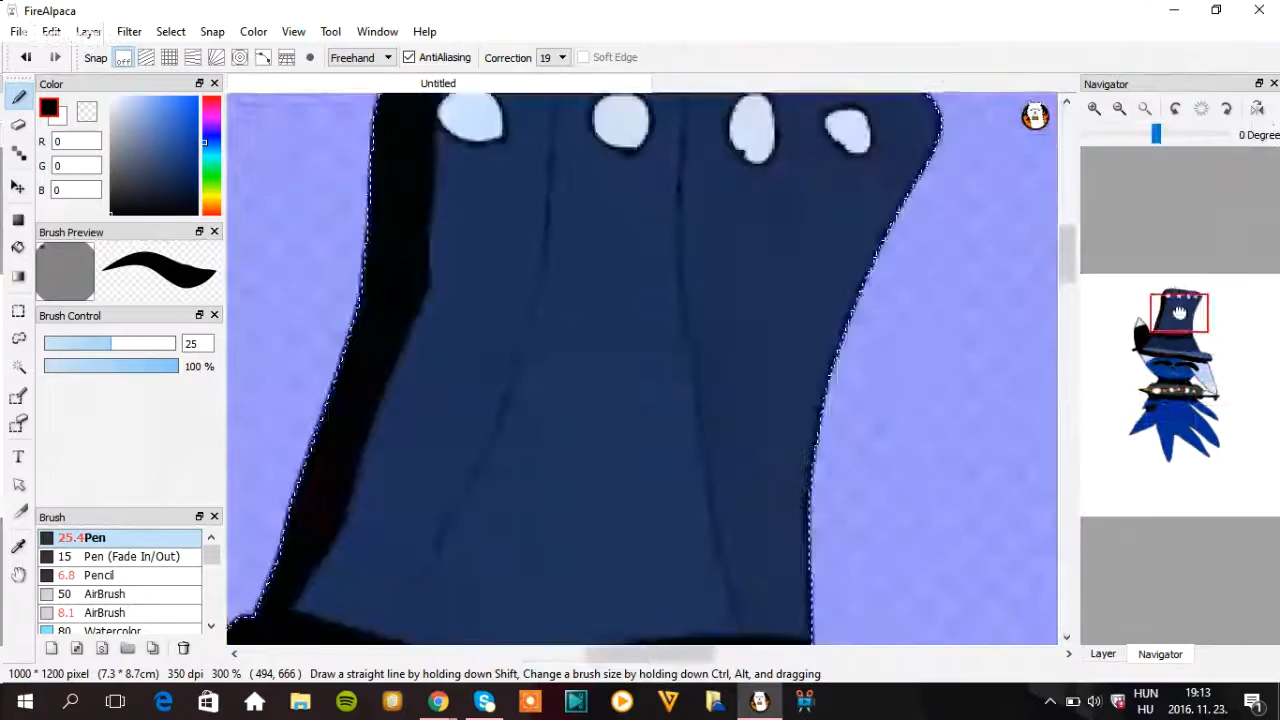 FireAlpaca
File Edit Layer Filter Select Snap Color View Tool Window Help
Snap off Freehand AntiAliasing Correction 19 Soft Edge
Color
Untitled
Navigator
R 0
G 0
B 0
0 Degree
Brush Preview
Brush Control
25
100 %
Brush
25.4 Pen
15 Pen (Fade In/Out)
6.8 Pencil
50 AirBrush
8.1 AirBrush
80 Watercolor
Layer Navigator
1000 * 1200 pixel (7.3 * 8.7cm) 350 dpi 300 % ( 494, 666 ) Draw a straight line by holding down Shift, Change a brush size by holding down Ctrl, Alt, and dragging
HUN 19:13
HU 2016. 11. 23.